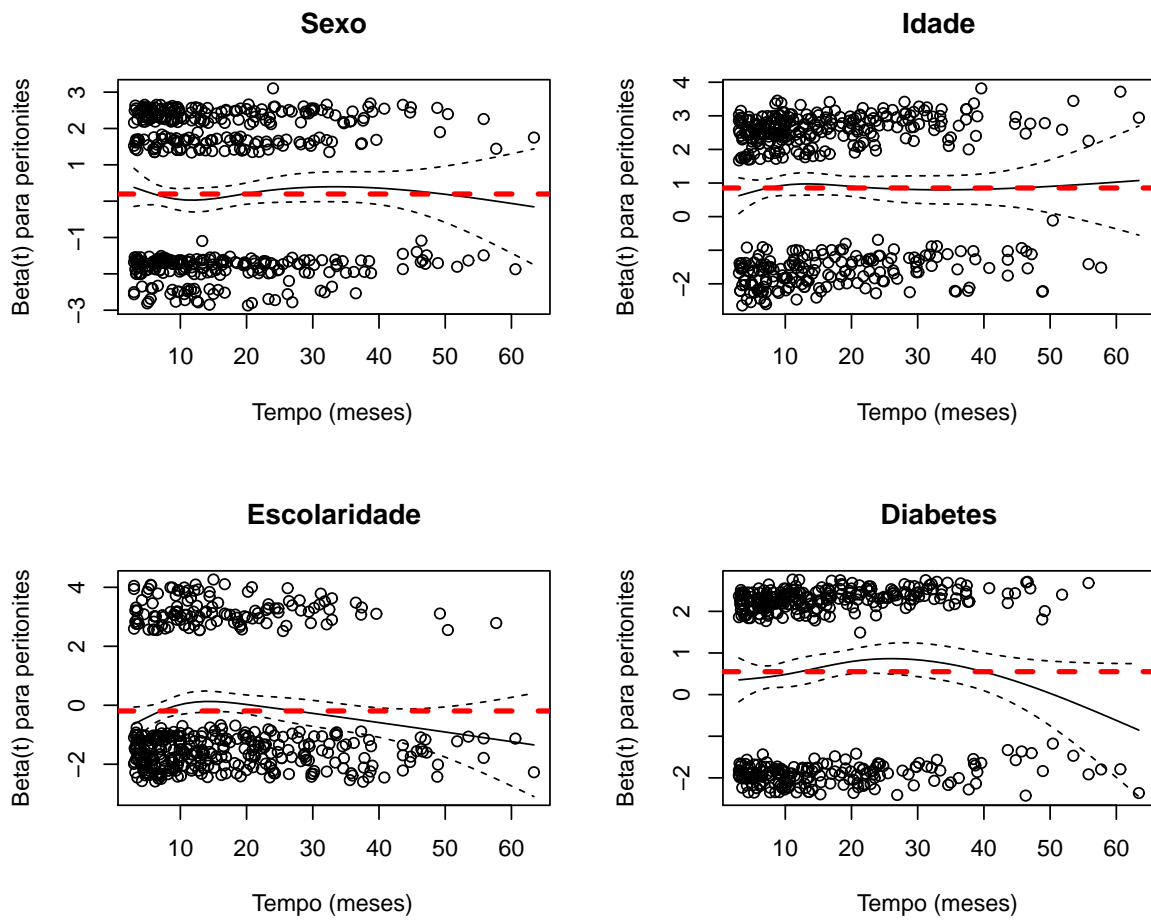 Sexo
Beta(t) para peritonites
3
2
1
−1
−3
10 20 30 40 50 60
Tempo (meses)
Idade
Beta(t) para peritonites
4
3
2
1
0
−2
10 20 30 40 50 60
Tempo (meses)
Escolaridade
Beta(t) para peritonites
4
2
0
−2
10 20 30 40 50 60
Tempo (meses)
Diabetes
Beta(t) para peritonites
2
1
0
−2
10 20 30 40 50 60
Tempo (meses)